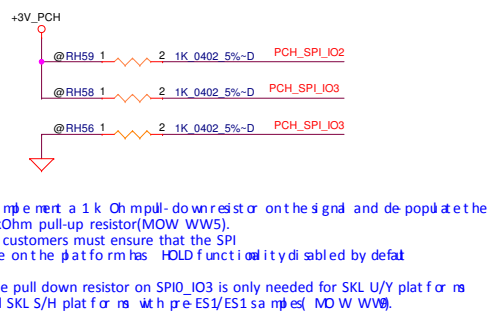 +3V_PCH
@RH59 1 2 1K_0402_5%~D PCH_SPI_IO2
@RH58 1 2 1K_0402_5%~D PCH_SPI_IO3
@RH56 1 2 1K_0402_5%~D PCH_SPI_IO3
mplement a 1 k Ohm pull-down resistor on the signal and de-populate the
kOhm pull-up resistor(MOW WW5).
customers must ensure that the SPI
e on the platform has HOLD functionality disabled by default
e pull down resistor on SPI0_IO3 is only needed for SKL U/Y platforms
d SKL S/H platforms with pre-ES1/ES1 samples( MOW WW9).